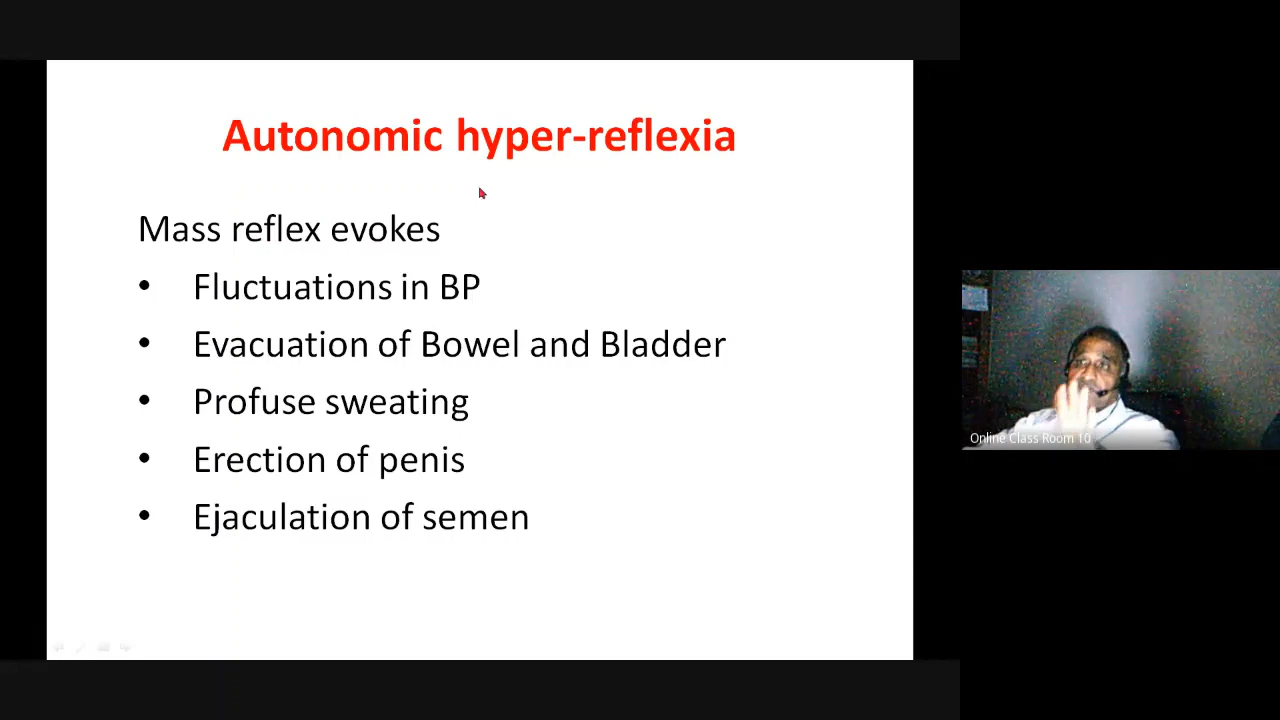 Autonomic hyper-reflexia
Mass reflex evokes
• Fluctuations in BP
• Evacuation of Bowel and Bladder
• Profuse sweating
• Erection of penis
• Ejaculation of semen
Online Class Room 10